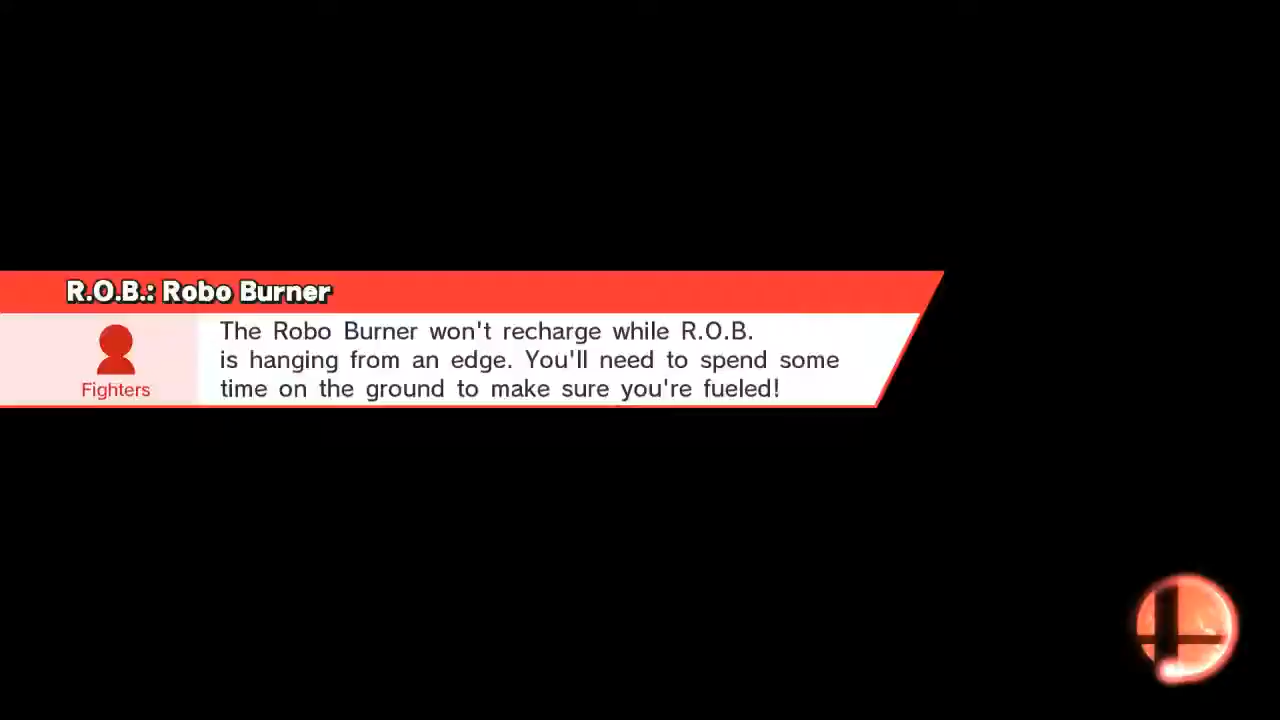 R.O.B.: Robo Burner
The Robo Burner won't recharge while R.O.B.
is hanging from an edge. You'll need to spend some
time on the ground to make sure you're fueled!
Fighters